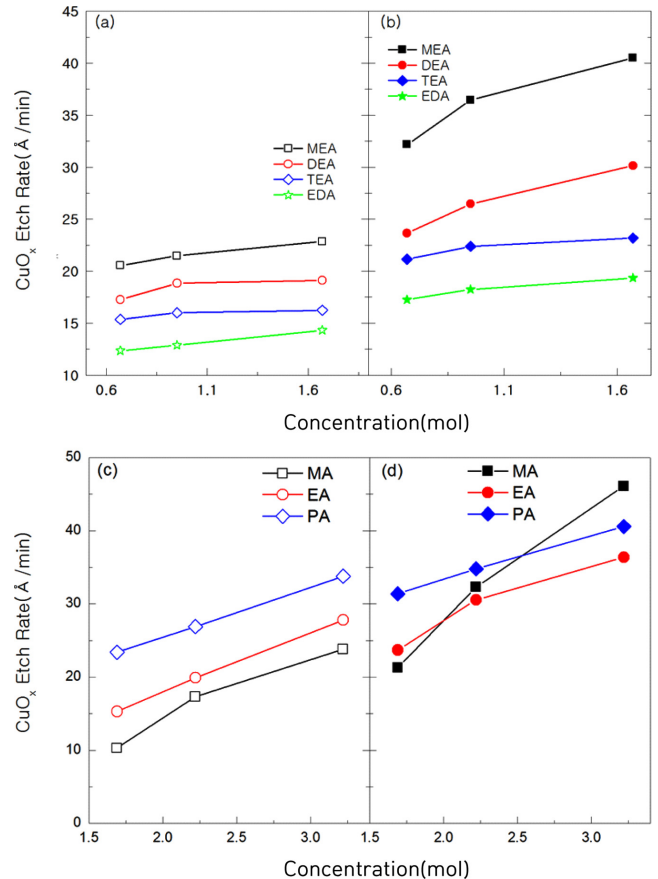 (a)
MEA
DEA
TEA
EDA
(b)
MEA
DEA
TEA
EDA
CuOx Etch Rate( Å /min)
45
40
35
30
25
20
15
10
0.6
1.1
1.6
0.6
1.1
1.6
Concentration(mol)
(c)
MA
EA
PA
(d)
MA
EA
PA
CuOx Etch Rate( Å /min)
50
40
30
20
10
0
1.5
2.0
2.5
3.0
1.5
2.0
2.5
3.0
Concentration(mol)